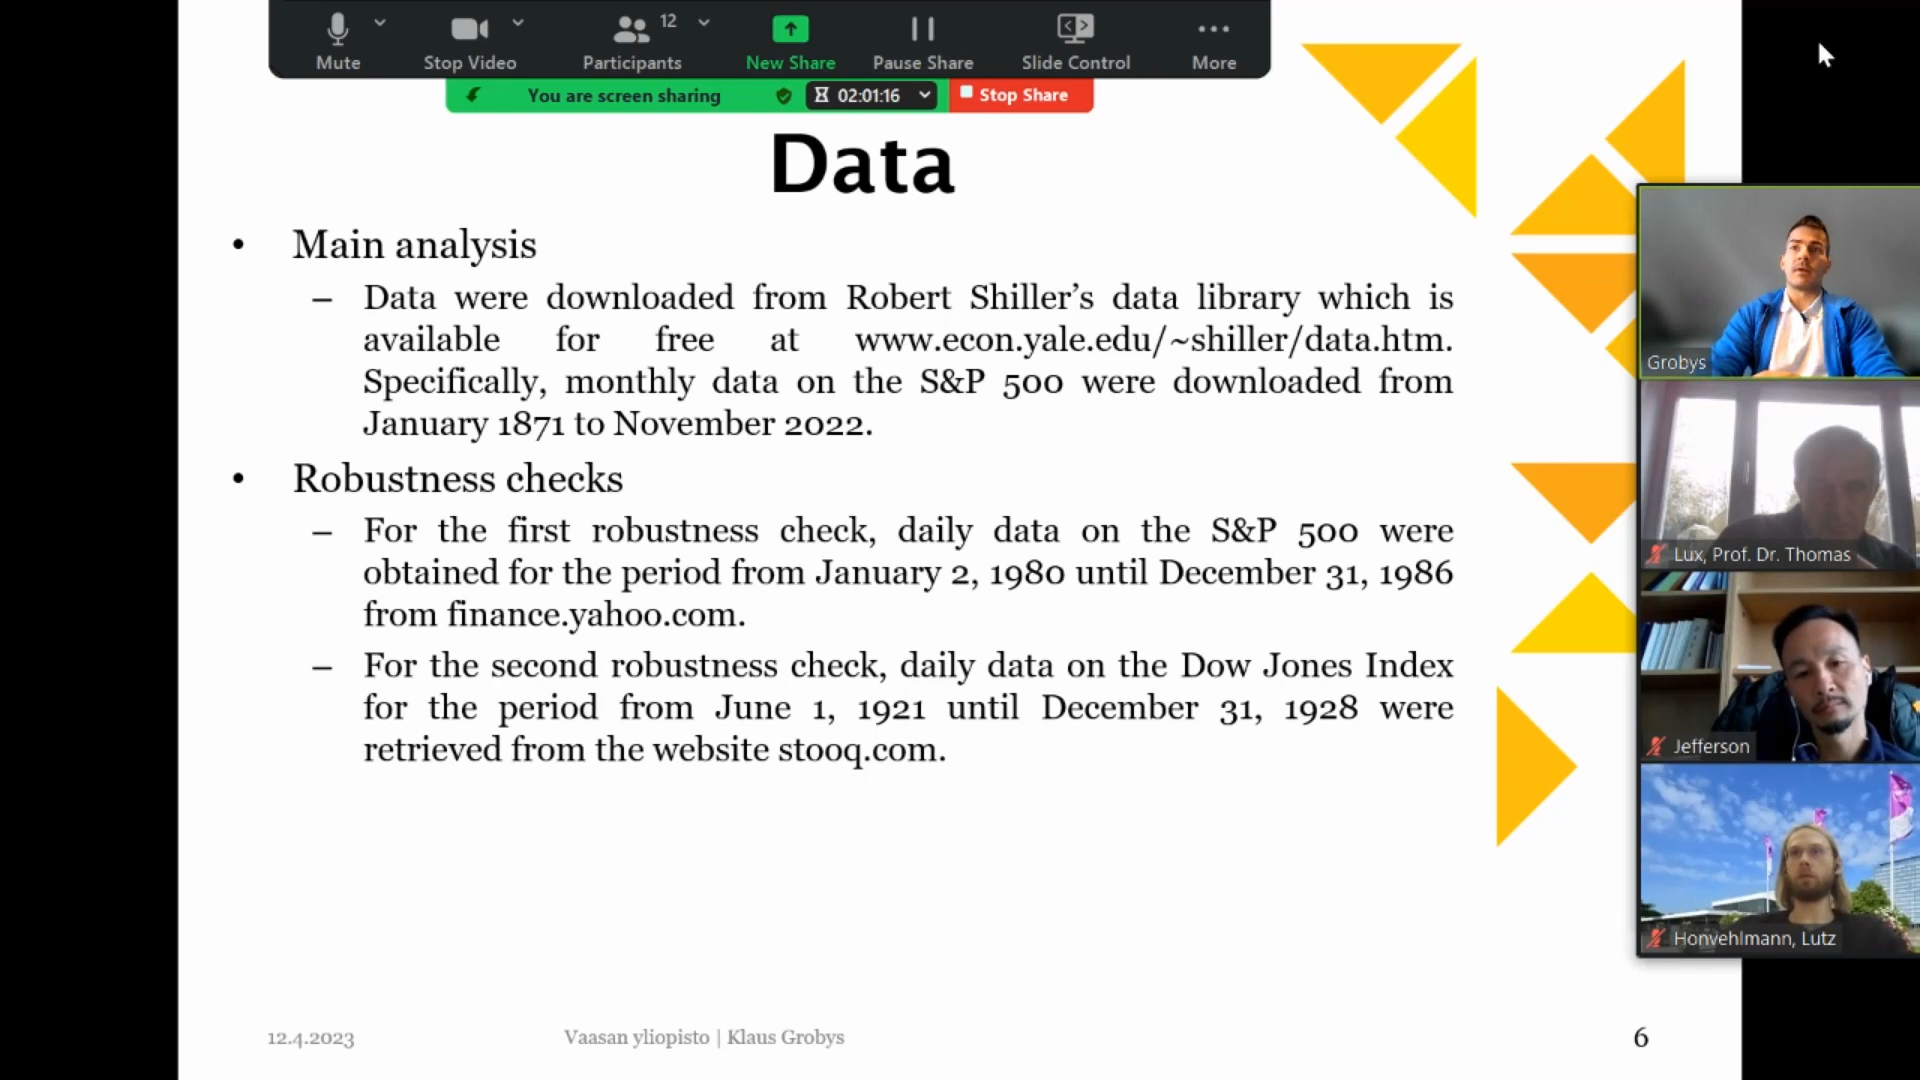 12
Mute
Stop Video
Participants
New Share
Pause Share
Slide Control
More
You are screen sharing
02:01:16
Stop Share
Data
• Main analysis
– Data were downloaded from Robert Shiller’s data library which is
available for free at www.econ.yale.edu/~shiller/data.htm.
Specifically, monthly data on the S&P 500 were downloaded from
January 1871 to November 2022.
• Robustness checks
– For the first robustness check, daily data on the S&P 500 were
obtained for the period from January 2, 1980 until December 31, 1986
from finance.yahoo.com.
– For the second robustness check, daily data on the Dow Jones Index
for the period from June 1, 1921 until December 31, 1928 were
retrieved from the website stooq.com.
Grobys
Lux, Prof. Dr. Thomas
Jefferson
Honvehlmann, Lutz
12.4.2023
Vaasan yliopisto | Klaus Grobys
6